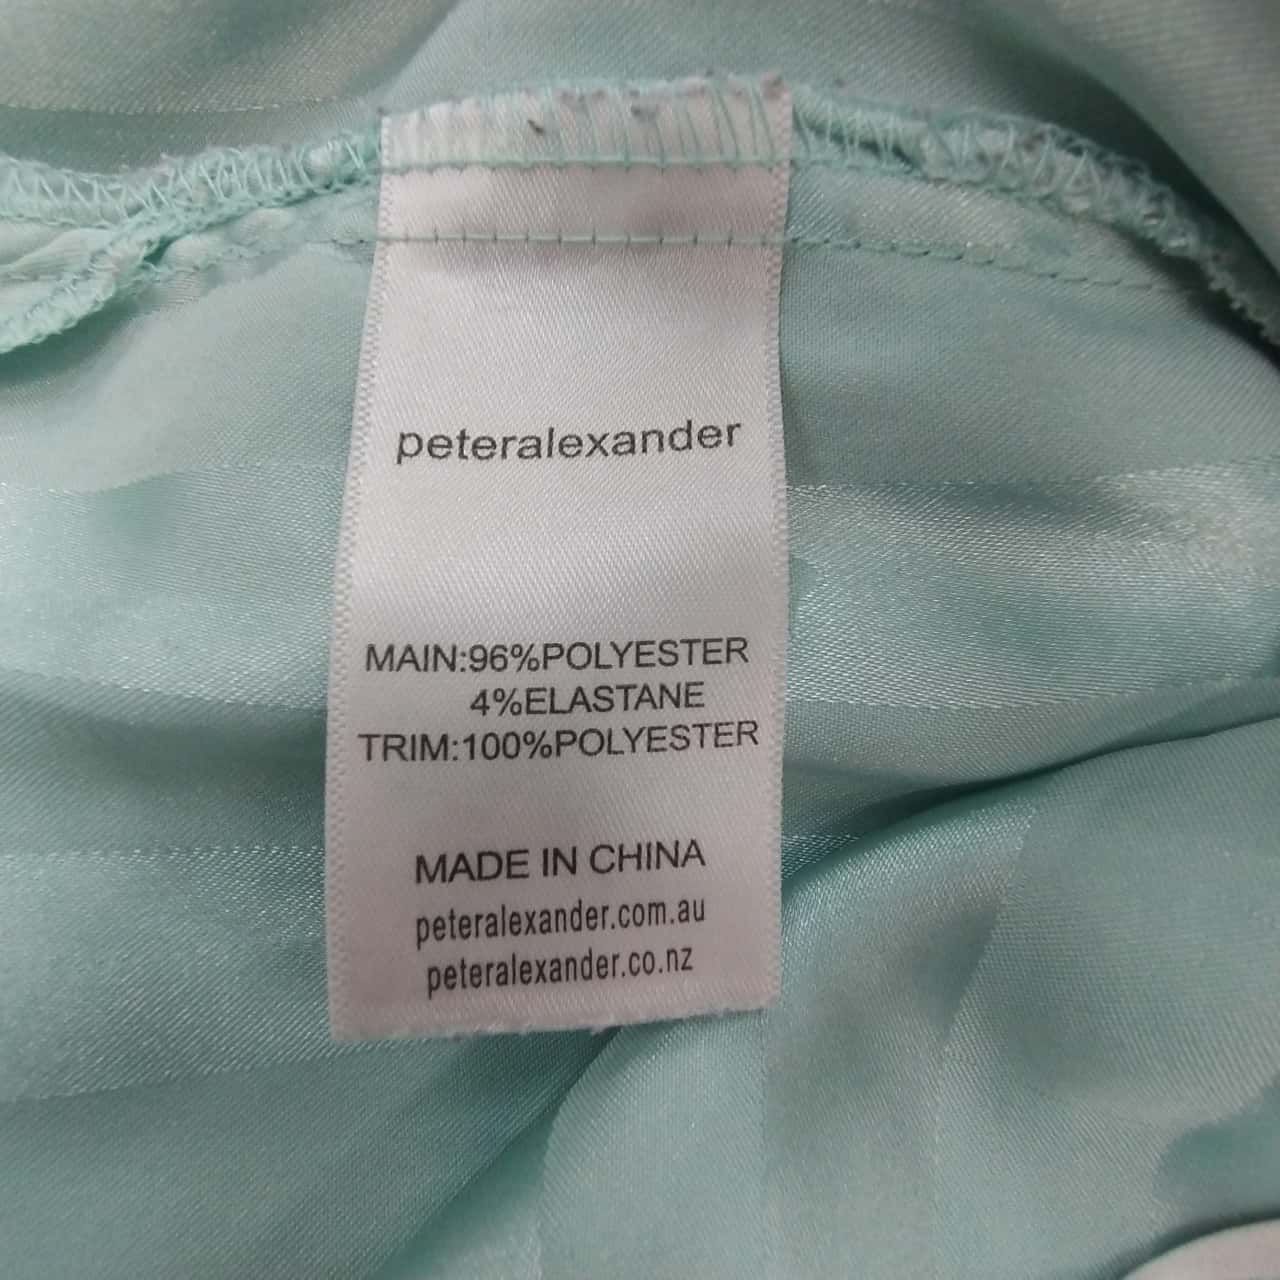 peteralexander
MAIN:96%POLYESTER
4%ELASTANE
TRIM:100%POLYESTER
MADE IN CHINA
peteralexander.com.au
peteralexander.co.nz